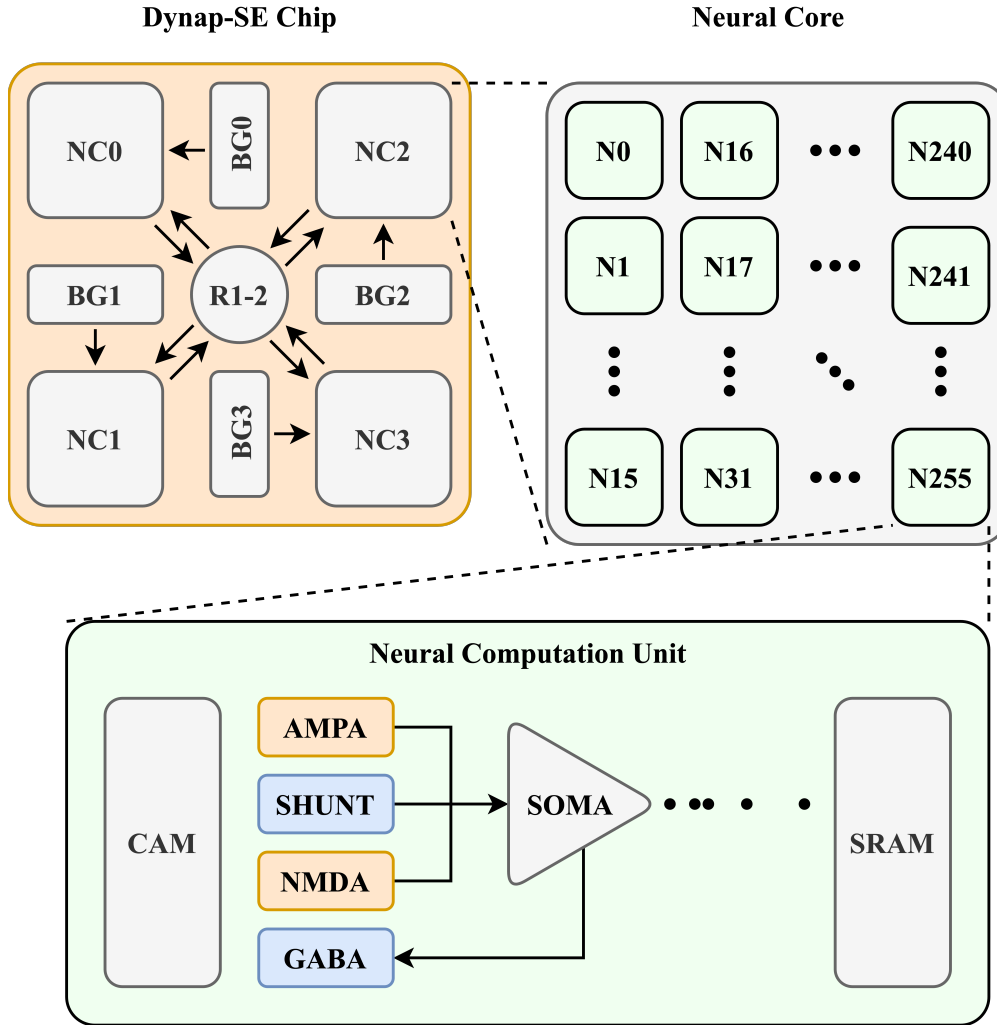 Dynap-SE Chip
NC0
BG0
NC2
BG1
R1-2
BG2
NC1
BG3
NC3
Neural Core
N0 N16 N240
N1 N17 N241
N15 N31 N255
Neural Computation Unit
CAM
AMPA
SHUNT
NMDA
GABA
SOMA
SRAM